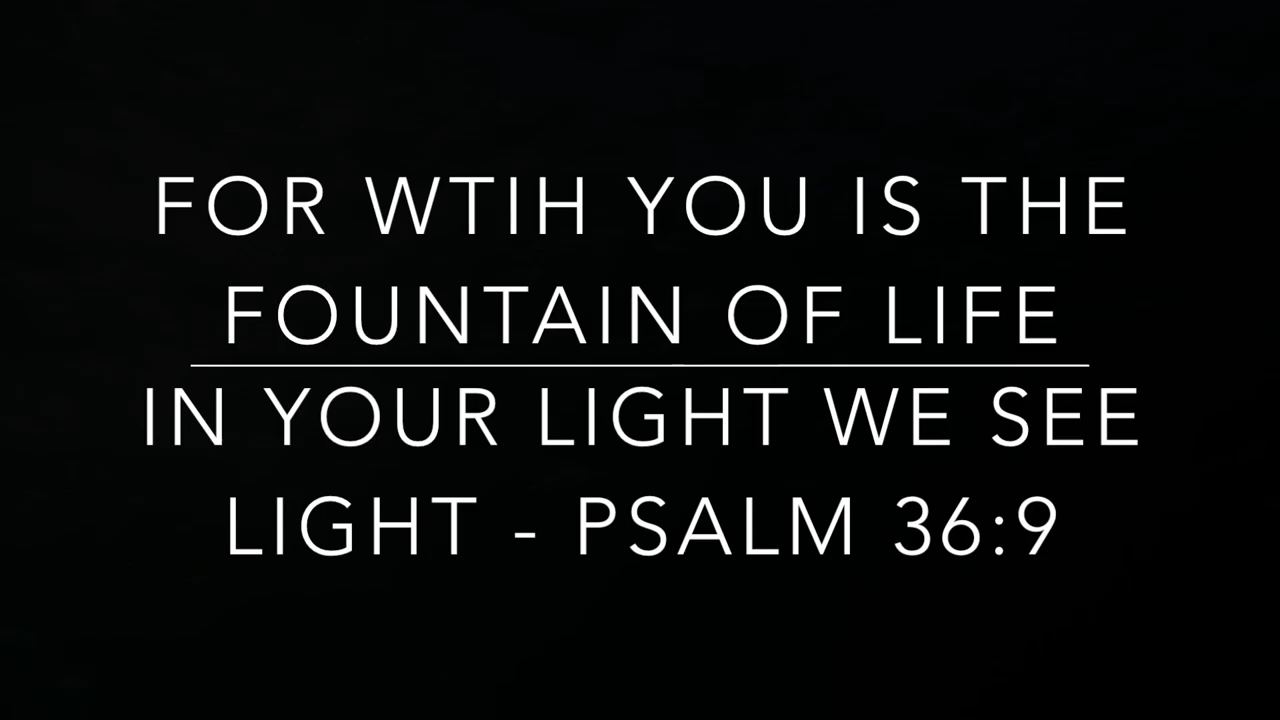 FOR WTIH YOU IS THE
FOUNTAIN OF LIFE
IN YOUR LIGHT WE SEE
LIGHT - PSALM 36:9